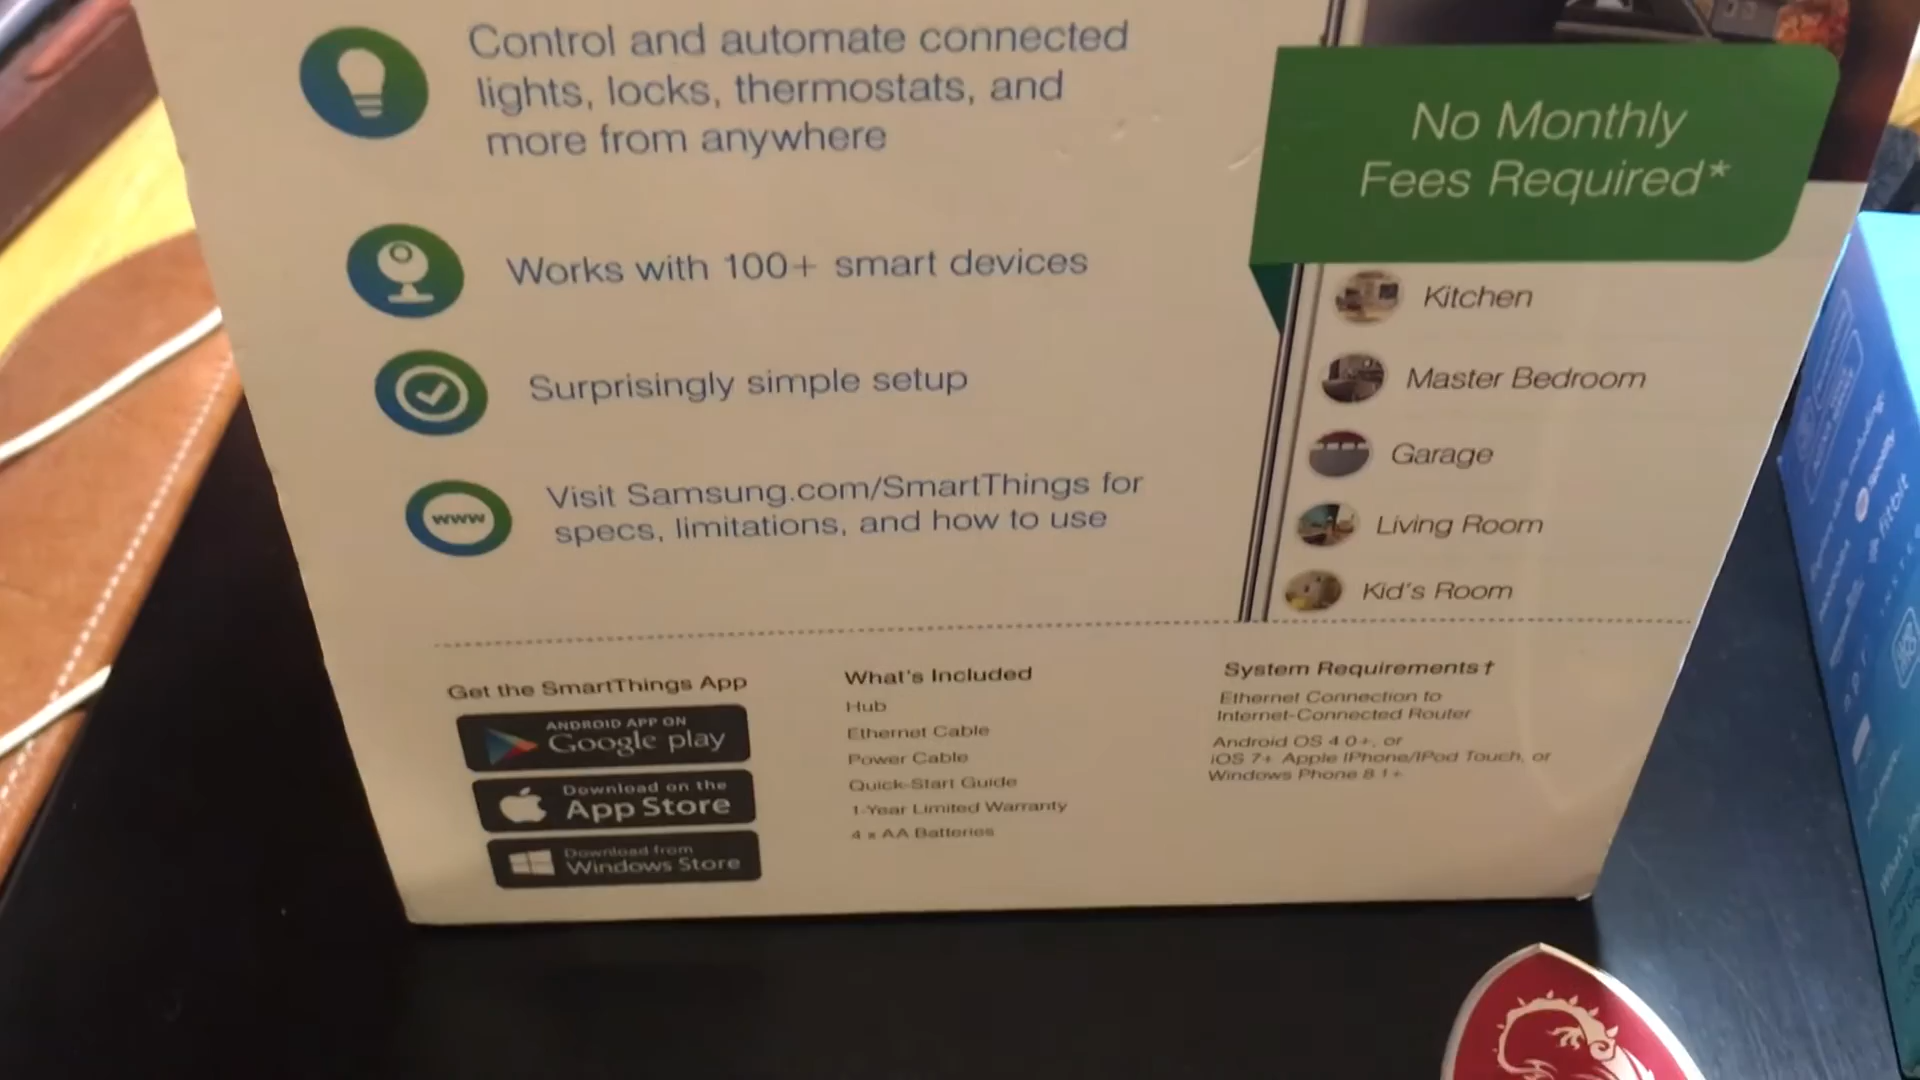 Control and automate connected
lights, locks, thermostats, and
more from anywhere
Works with 100+ smart devices
Surprisingly simple setup
www
Visit Samsung.com/SmartThings for
specs, limitations, and how to use
No Monthly
Fees Required*
Kitchen
Master Bedroom
Garage
Living Room
Kid's Room
Get the SmartThings App
ANDROID APP ON
Google play
Download on the
App Store
Download from
Windows Store
What's Included
Hub
Ethernet Cable
Power Cable
Quick-Start Guide
1-Year Limited Warranty
4 x AA Batteries
System Requirements†
Ethernet Connection to
Internet-Connected Router
Android OS 4.0+, or
iOS 7+ Apple iPhone/iPod Touch, or
Windows Phone 8.1+
fitbit